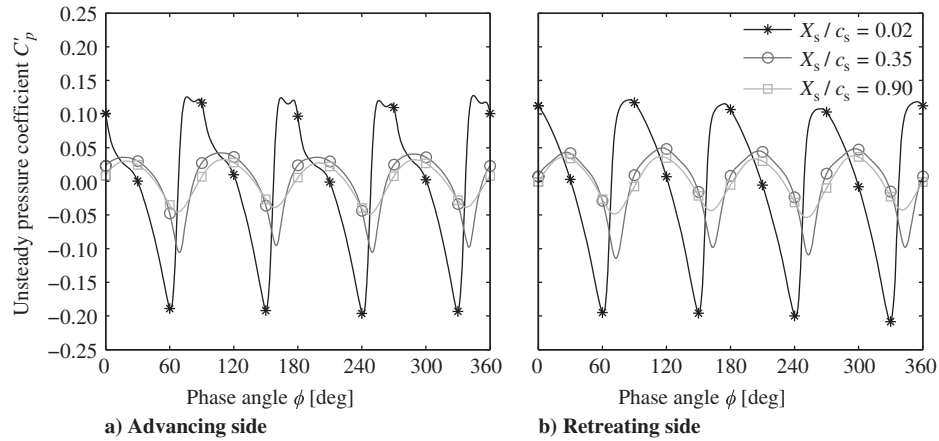 Unsteady pressure coefficient C'p
0.25
0.20
0.15
0.10
0.05
0.00
−0.05
−0.10
−0.15
−0.20
−0.25
0 60 120 180 240 300 360
Phase angle ϕ [deg]
a) Advancing side
Xs / cs = 0.02
Xs / cs = 0.35
Xs / cs = 0.90
0 60 120 180 240 300 360
Phase angle ϕ [deg]
b) Retreating side